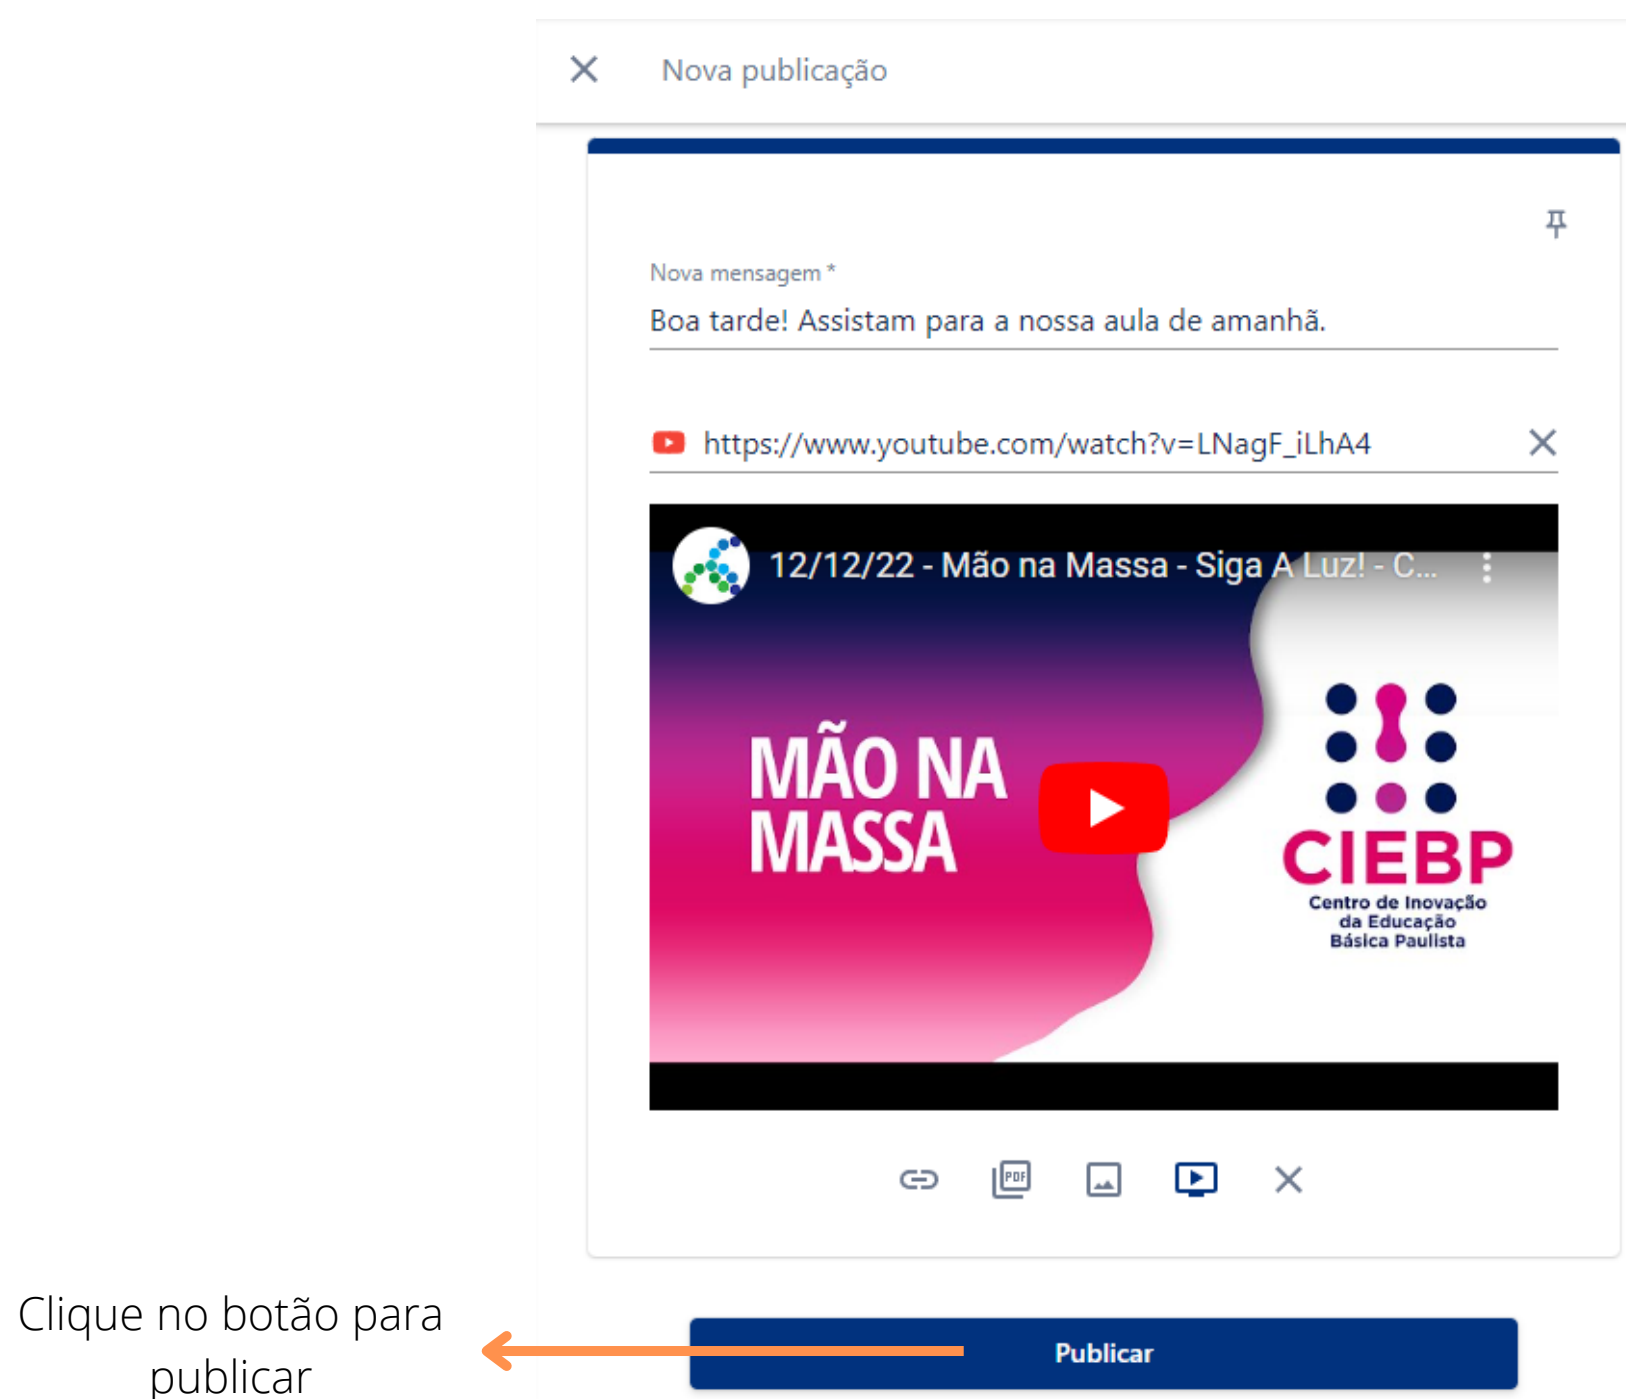 Nova publicação
Nova mensagem *
Boa tarde! Assistam para a nossa aula de amanhã.
https://www.youtube.com/watch?v=LNagF_iLhA4
12/12/22 - Mão na Massa - Siga A Luz! - C...
MÃO NA
MASSA
CIEBP
Centro de Inovação
da Educação
Básica Paulista
PDF
Clique no botão para
publicar
Publicar